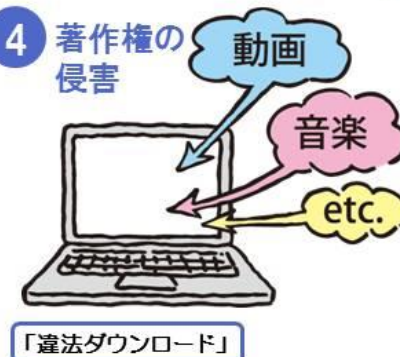 4 著作権の
侵害
動画
音楽
etc.
「違法ダウンロード」